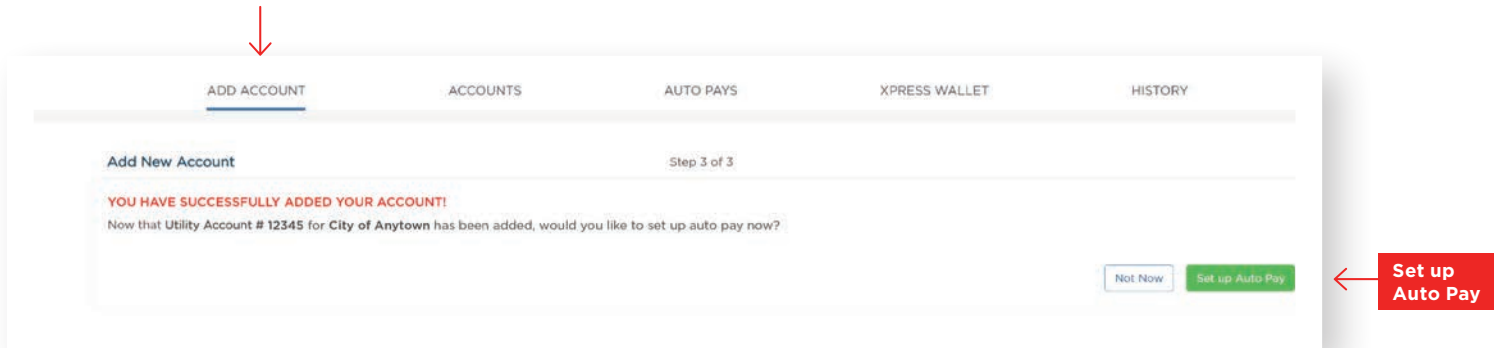 ADD ACCOUNT ACCOUNTS AUTO PAYS XPRESS WALLET HISTORY
Add New Account Step 3 of 3
YOU HAVE SUCCESSFULLY ADDED YOUR ACCOUNT!
Now that Utility Account # 12345 for City of Anytown has been added, would you like to set up auto pay now?
Not Now Set up Auto Pay
Set up
Auto Pay